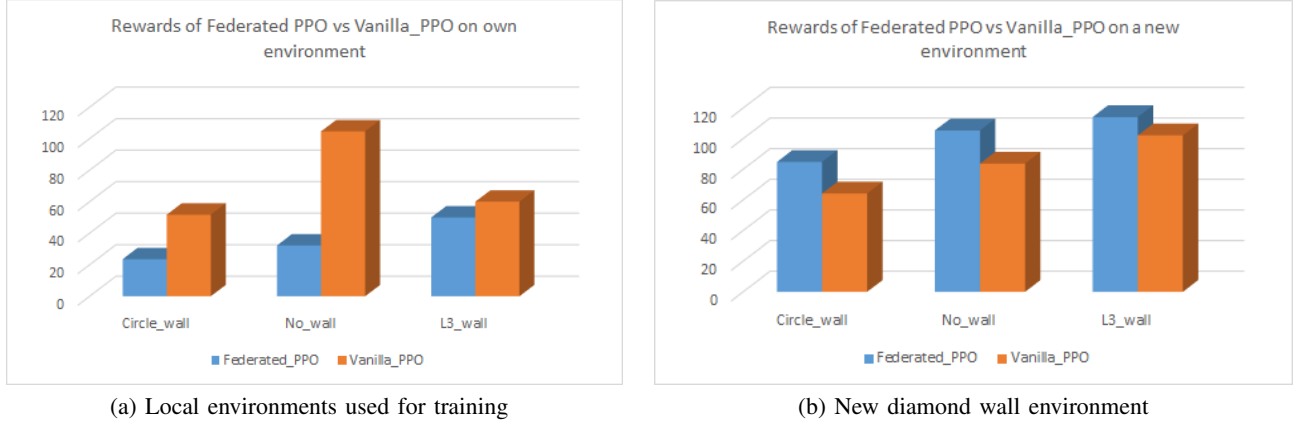 Rewards of Federated PPO vs Vanilla_PPO on own
environment
120
100
80
60
40
20
0
Circle_wall No_wall L3_wall
Federated_PPO Vanilla_PPO
(a) Local environments used for training
Rewards of Federated PPO vs Vanilla_PPO on a new
environment
120
100
80
60
40
20
0
Circle_wall No_wall L3_wall
Federated_PPO Vanilla_PPO
(b) New diamond wall environment